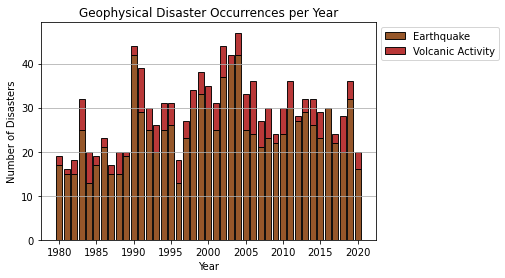 Geophysical Disaster Occurrences per Year
Earthquake
Volcanic Activity
Number of Disasters
40
30
20
10
0
1980 1985 1990 1995 2000 2005 2010 2015 2020
Year